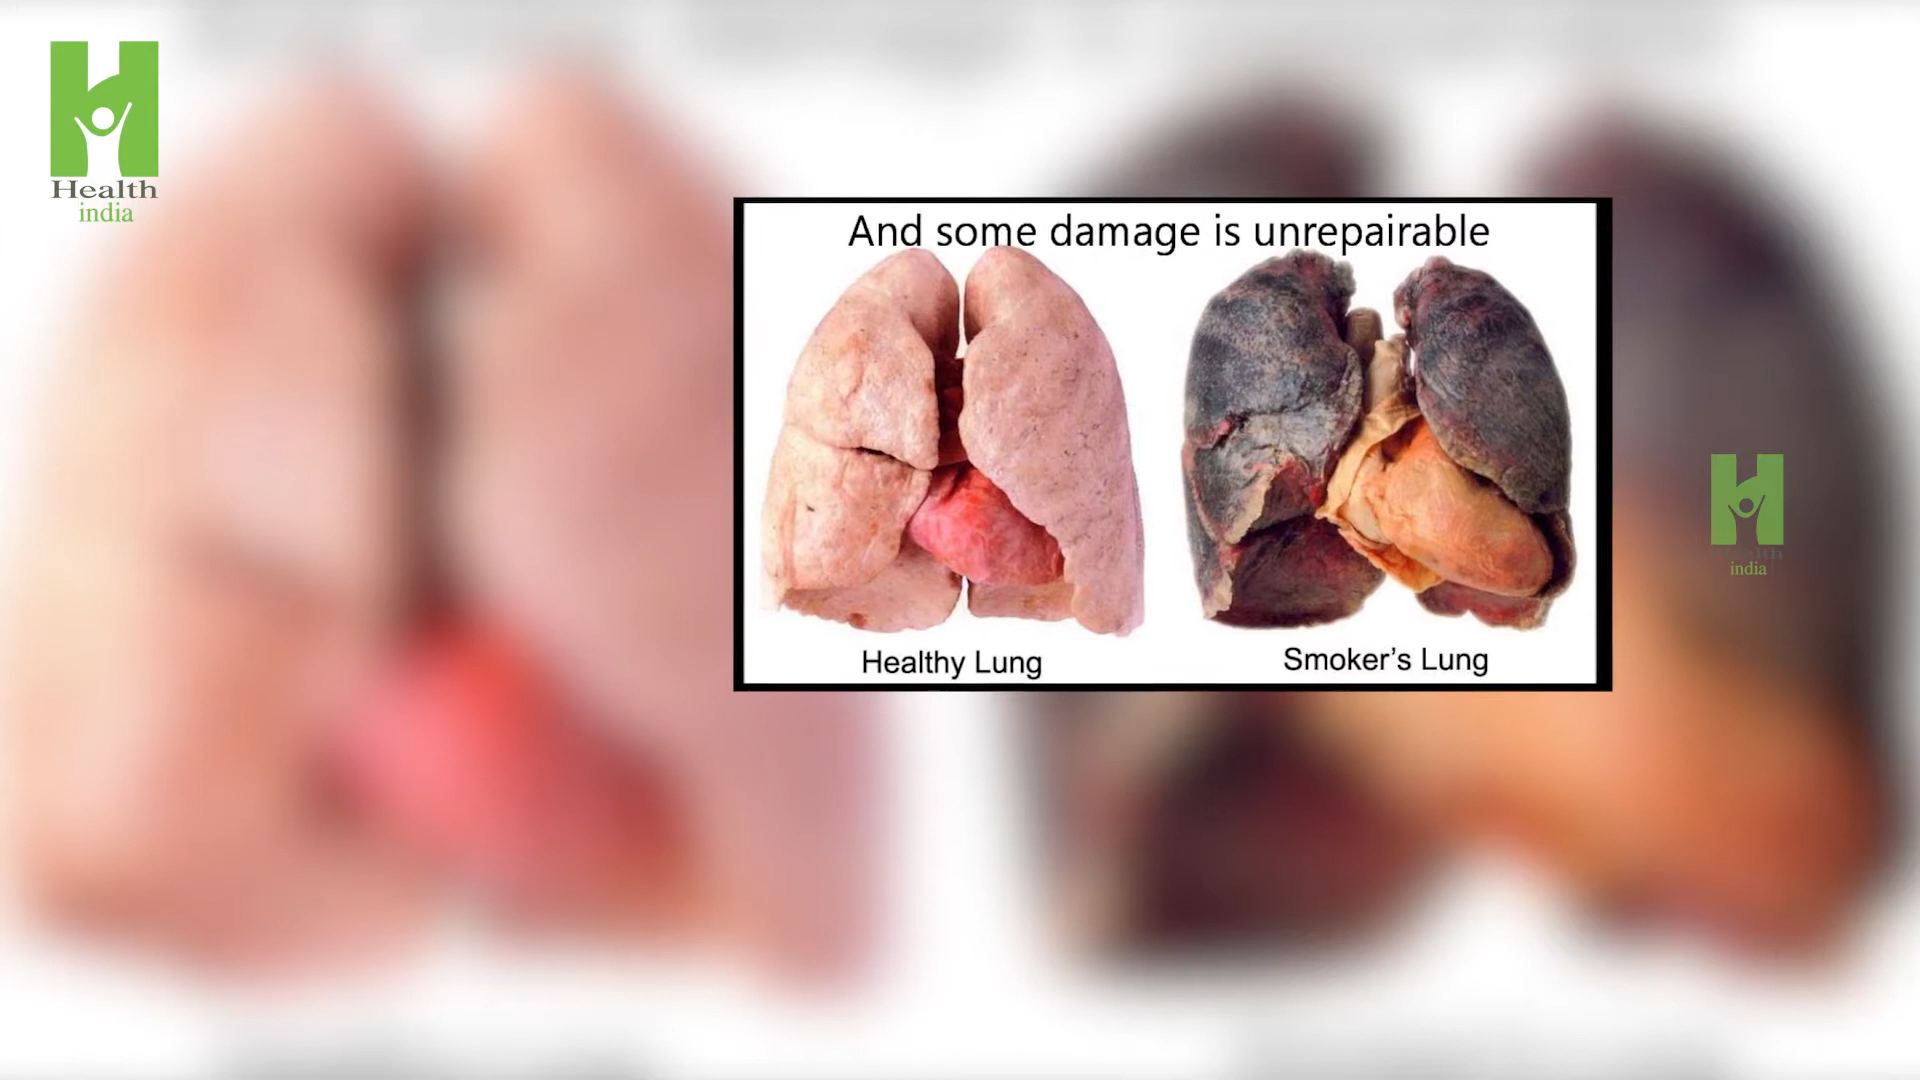 Health
india
And some damage is unrepairable
Healthy Lung
Smoker’s Lung
india